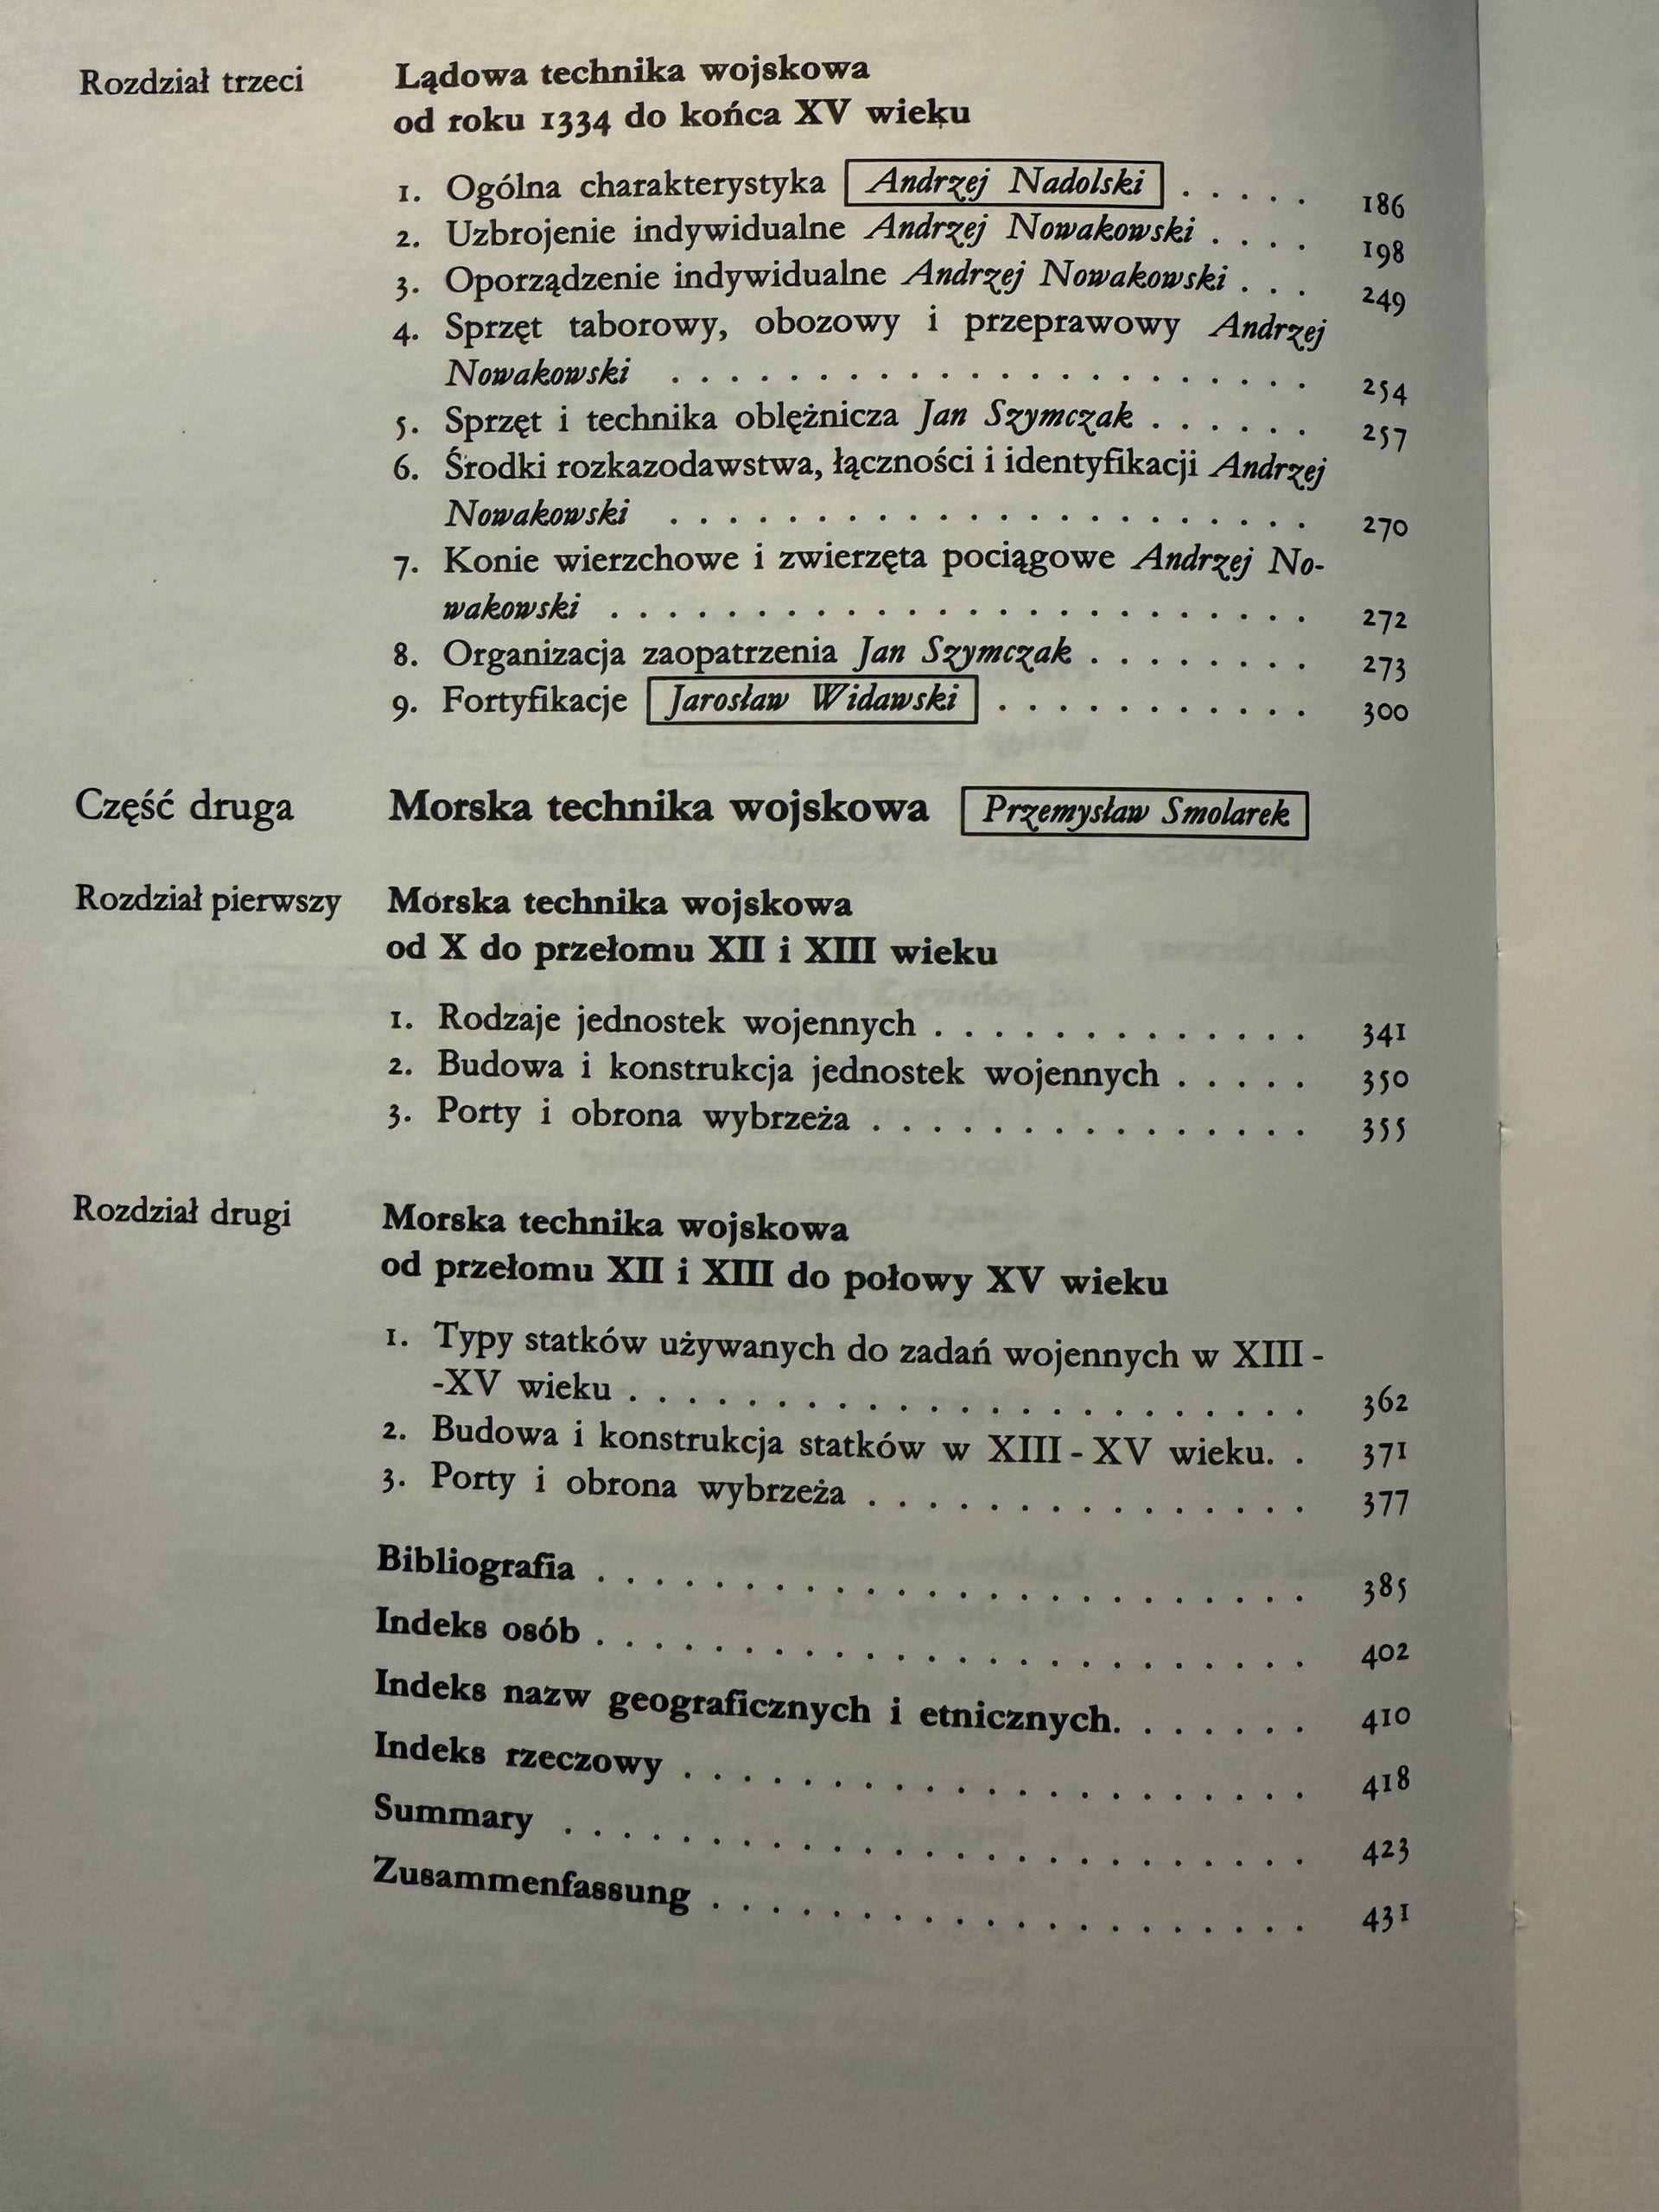 Rozdział trzeci Lądowa technika wojskowa
od roku 1334 do końca XV wieku
1. Ogólna charakterystyka Andrzej Nadolski . . . . . 186
2. Uzbrojenie indywidualne Andrzej Nowakowski . . . . 198
3. Oporządzenie indywidualne Andrzej Nowakowski . . . 249
4. Sprzęt taborowy, obozowy i przeprawowy Andrzej
Nowakowski . . . . . . . . . . . . . . . . . . . . . . 254
5. Sprzęt i technika oblężnicza Jan Szymczak . . . . . . 257
6. Środki rozkazodawstwa, łączności i identyfikacji Andrzej
Nowakowski . . . . . . . . . . . . . . . . . . . . . . 270
7. Konie wierzchowe i zwierzęta pociągowe Andrzej No-
wakowski . . . . . . . . . . . . . . . . . . . . . . . . 272
8. Organizacja zaopatrzenia Jan Szymczak . . . . . . . . 273
9. Fortyfikacje Jarosław Widawski . . . . . . . . . . . 300
Część druga Morska technika wojskowa Przemysław Smolarek
Rozdział pierwszy Morska technika wojskowa
od X do przełomu XII i XIII wieku
1. Rodzaje jednostek wojennych . . . . . . . . . . . . . 341
2. Budowa i konstrukcja jednostek wojennych . . . . . 350
3. Porty i obrona wybrzeża . . . . . . . . . . . . . . . 355
Rozdział drugi Morska technika wojskowa
od przełomu XII i XIII do połowy XV wieku
1. Typy statków używanych do zadań wojennych w XIII -
-XV wieku . . . . . . . . . . . . . . . . . . . . . . . 362
2. Budowa i konstrukcja statków w XIII - XV wieku. . 371
3. Porty i obrona wybrzeża . . . . . . . . . . . . . . . 377
Bibliografia . . . . . . . . . . . . . . . . . . . . . . . . 385
Indeks osób . . . . . . . . . . . . . . . . . . . . . . . . 402
Indeks nazw geograficznych i etnicznych. . . . . . . 410
Indeks rzeczowy . . . . . . . . . . . . . . . . . . . . . 418
Summary . . . . . . . . . . . . . . . . . . . . . . . . . 423
Zusammenfassung . . . . . . . . . . . . . . . . . . . . 431